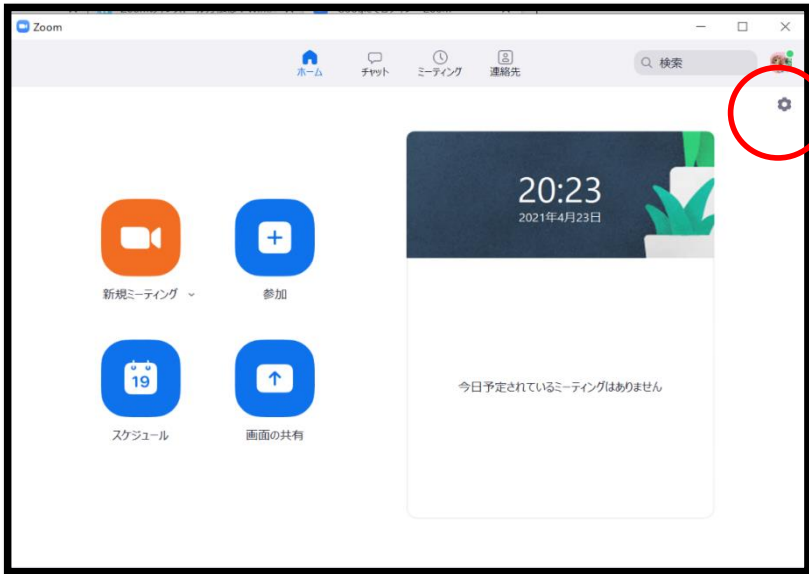 Zoom
ホーム
チャット
ミーティング
連絡先
検索
20:23
2021年4月23日
新規ミーティング
参加
19
スケジュール
画面の共有
今日予定されているミーティングはありません